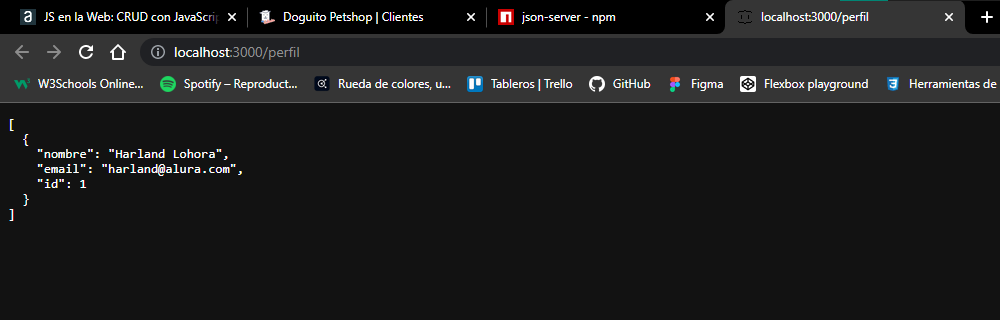 JS en la Web: CRUD con JavaScrip
Doguito Petshop | Clientes
json-server - npm
localhost:3000/perfil
localhost:3000/perfil
W3Schools Online...
Spotify – Reproduct...
Rueda de colores, u...
Tableros | Trello
GitHub
Figma
Flexbox playground
Herramientas de
[
{
"nombre": "Harland Lohora",
"email": "harland@alura.com",
"id": 1
}
]